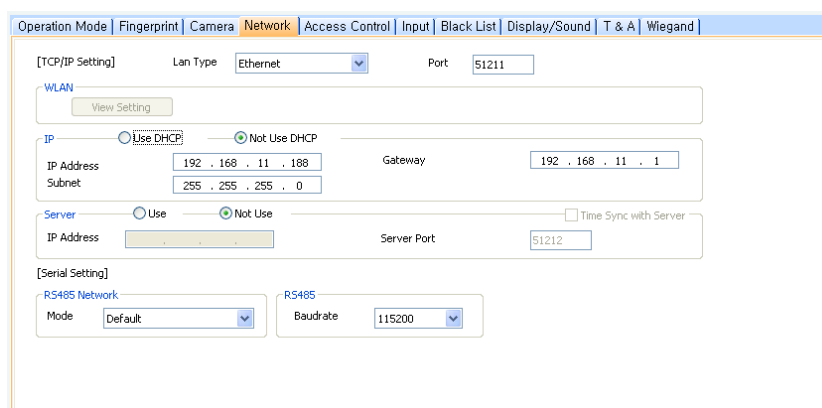 Operation Mode Fingerprint Camera Network Access Control Input Black List Display/Sound T & A Wiegand
[TCP/IP Setting] Lan Type Ethernet Port 51211
WLAN
View Setting
IP Use DHCP Not Use DHCP
IP Address 192 . 168 . 11 . 188 Gateway 192 . 168 . 11 . 1
Subnet 255 . 255 . 255 . 0
Server Use Not Use Time Sync with Server
IP Address . . . Server Port 51212
[Serial Setting]
RS485 Network RS485
Mode Default Baudrate 115200